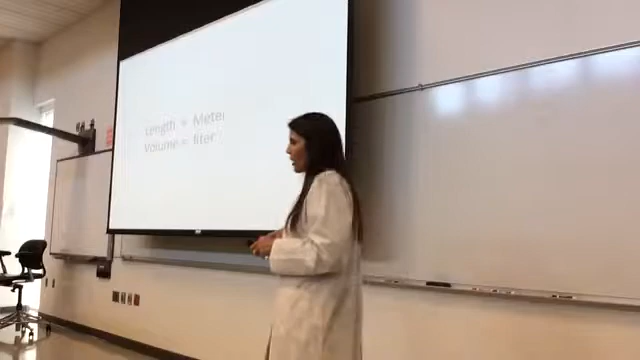 Length = Meter
Volume = liter